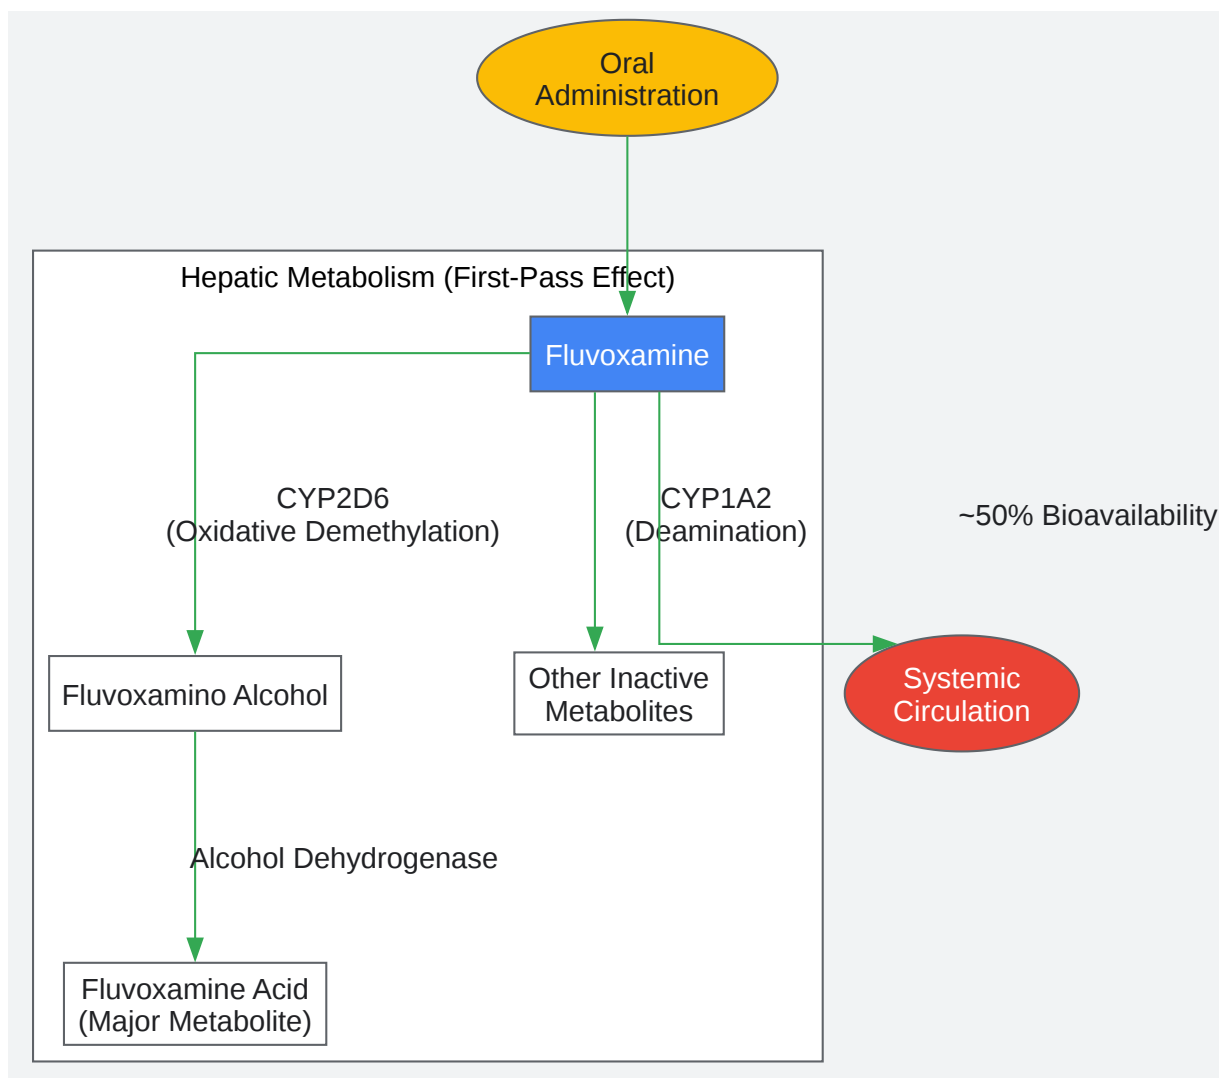 Oral
Administration
Hepatic Metabolism (First-Pass Effect)
Fluvoxamine
CYP2D6
(Oxidative Demethylation)
CYP1A2
(Deamination)
~50% Bioavailability
Fluvoxamino Alcohol
Other Inactive
Metabolites
Systemic
Circulation
Alcohol Dehydrogenase
Fluvoxamine Acid
(Major Metabolite)